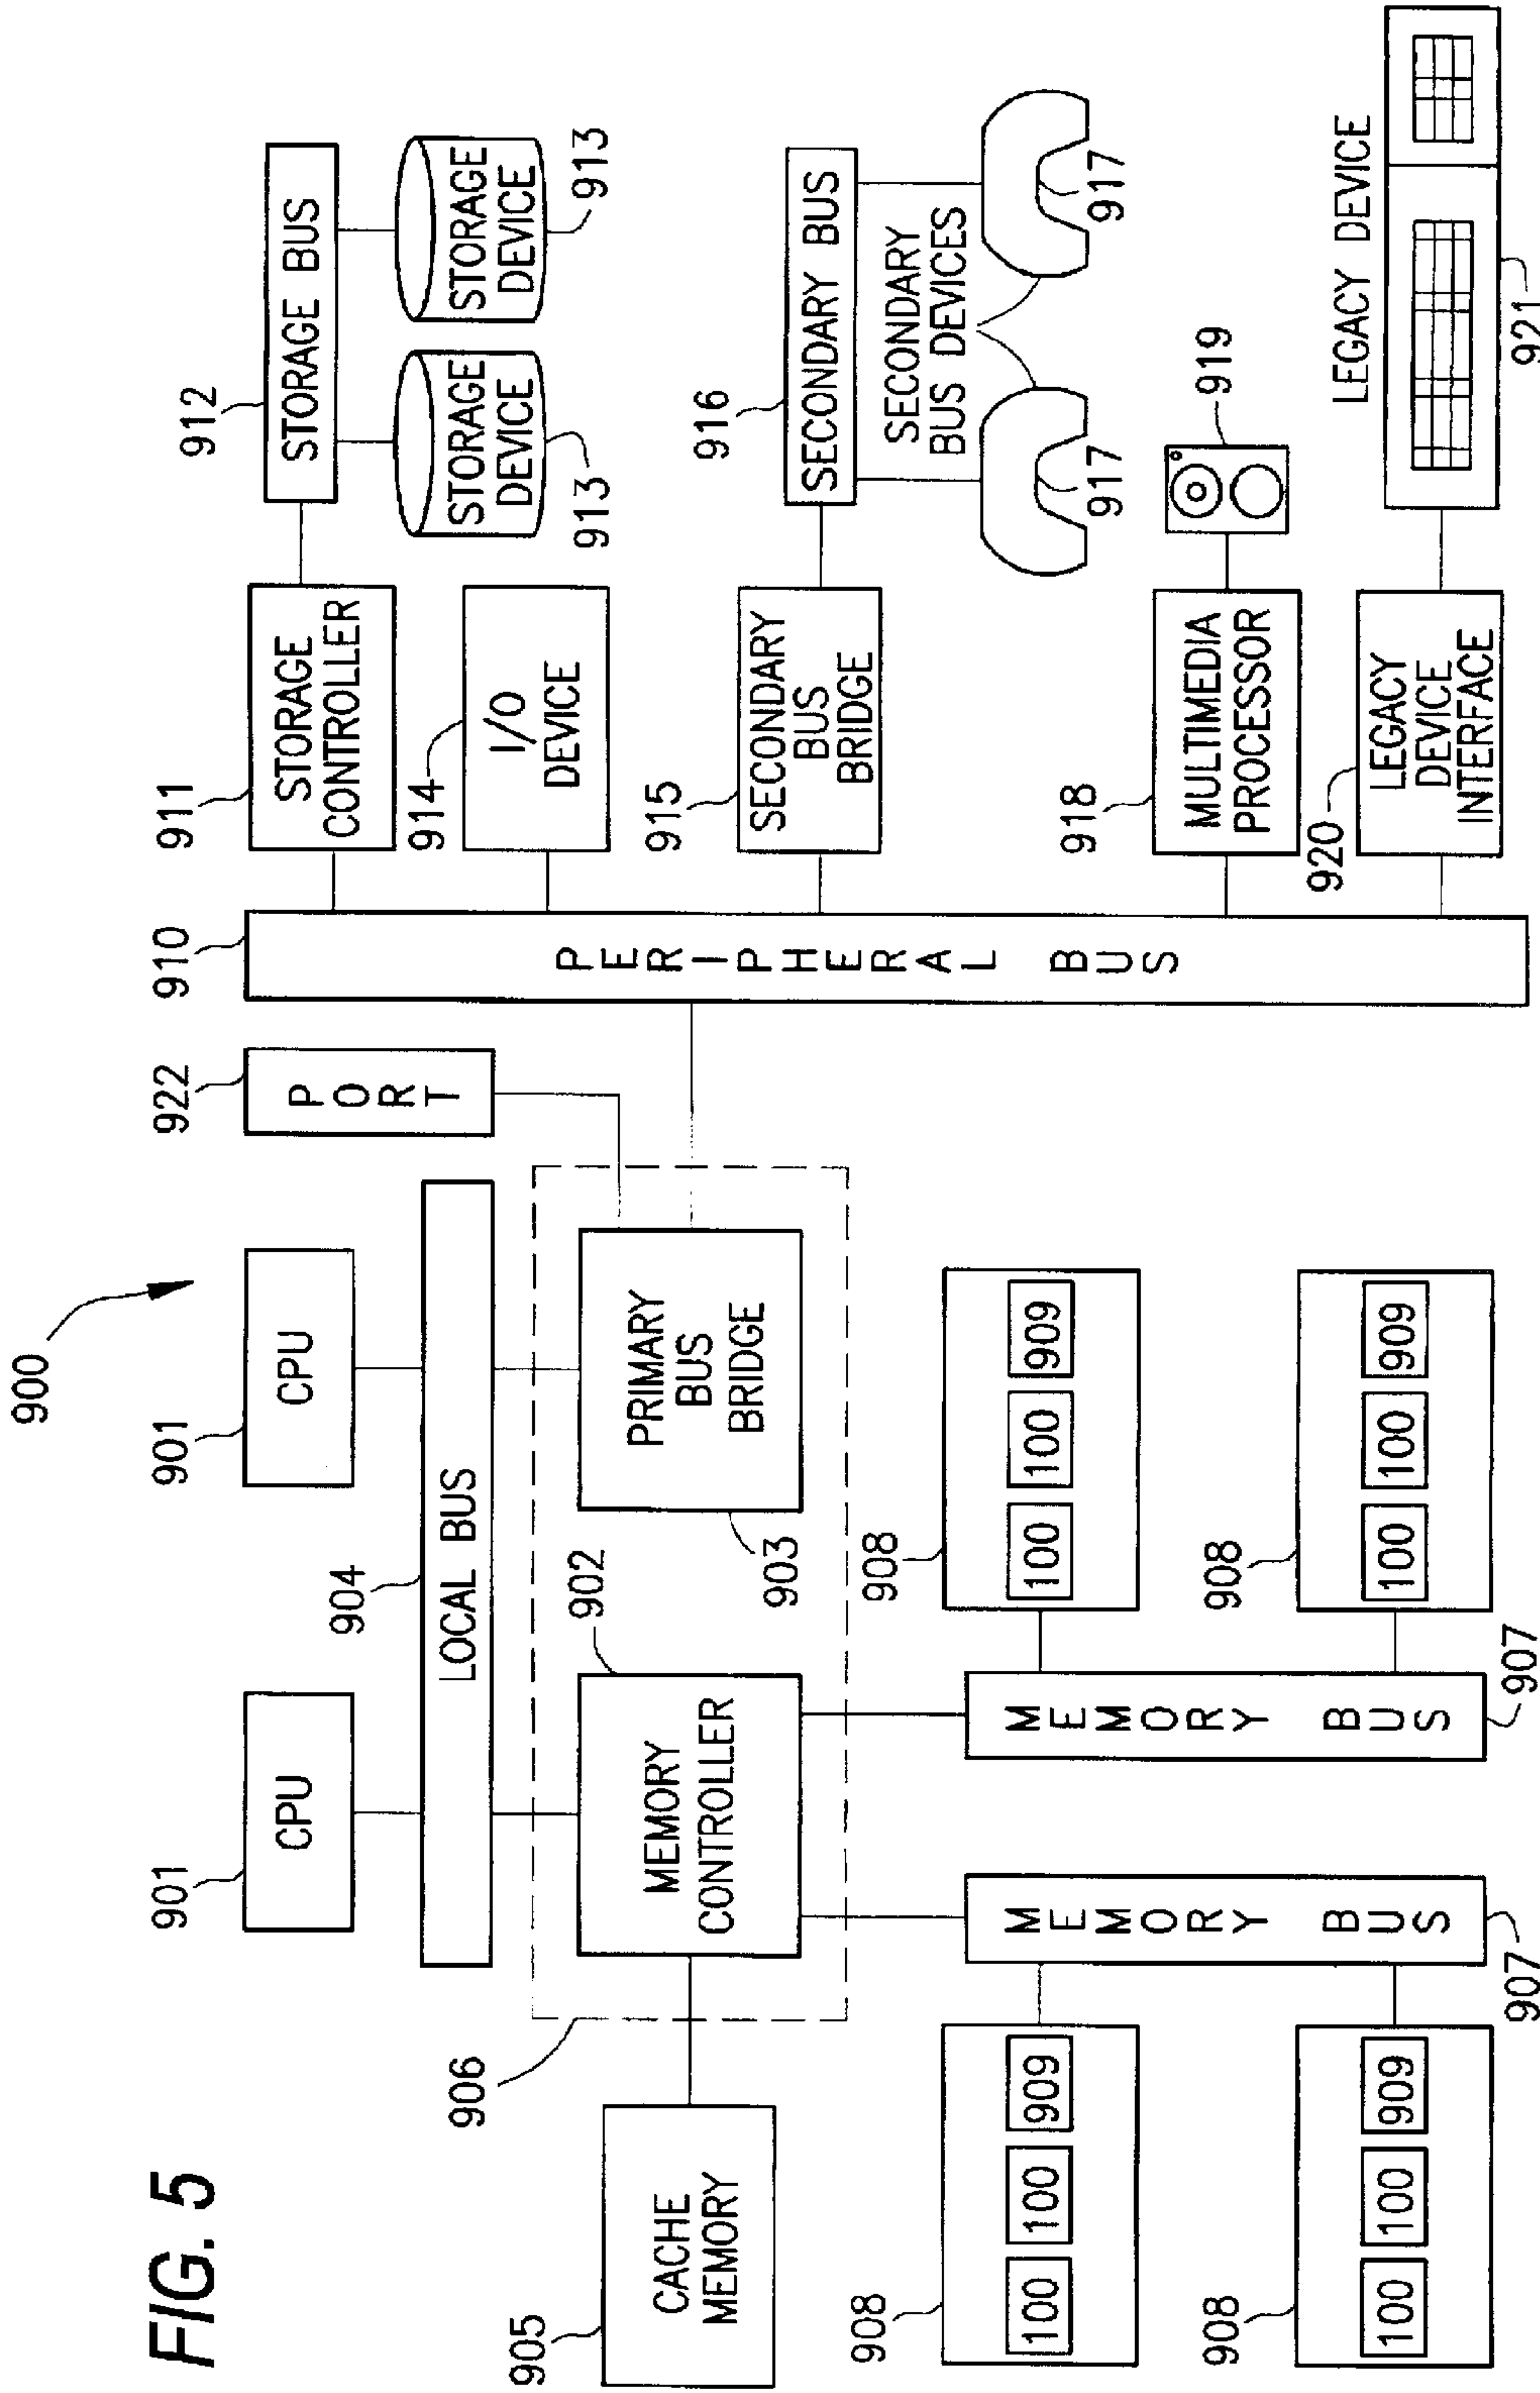 FIG. 5
900
901
CPU
901
CPU
904
LOCAL BUS
922
PORT
910
PERIPHERAL BUS
905
CACHE
MEMORY
906
902
MEMORY
CONTROLLER
903
PRIMARY
BUS
BRIDGE
908
100
100
909
908
100
100
909
MEMORY BUS
907
MEMORY BUS
907
908
100
100
909
908
100
100
909
911
STORAGE
CONTROLLER
912
STORAGE BUS
STORAGE
DEVICE
913
STORAGE
DEVICE
913
914
I/O
DEVICE
915
SECONDARY
BUS
BRIDGE
916
SECONDARY BUS
SECONDARY
BUS DEVICES
917
917
918
MULTIMEDIA
PROCESSOR
919
920
LEGACY
DEVICE
INTERFACE
LEGACY DEVICE
921